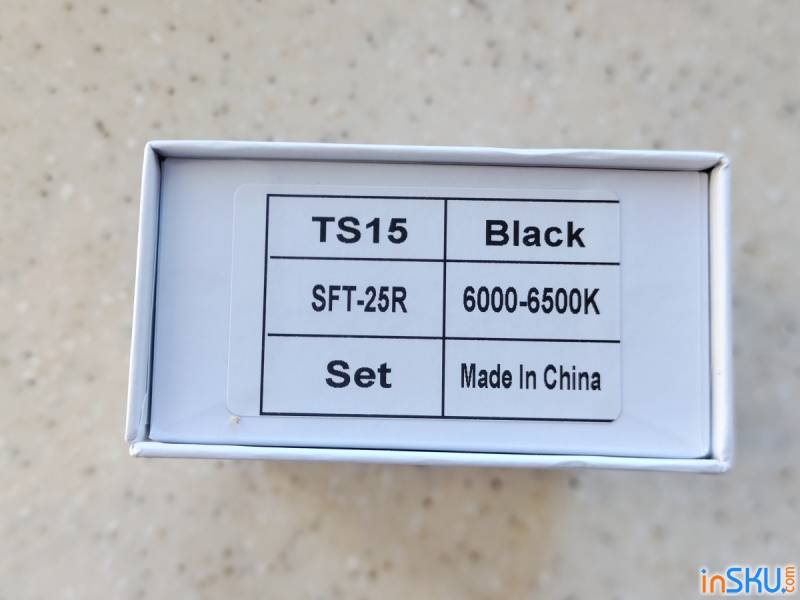 TS15 Black
SFT-25R 6000-6500K
Set Made In China
inSKU.com